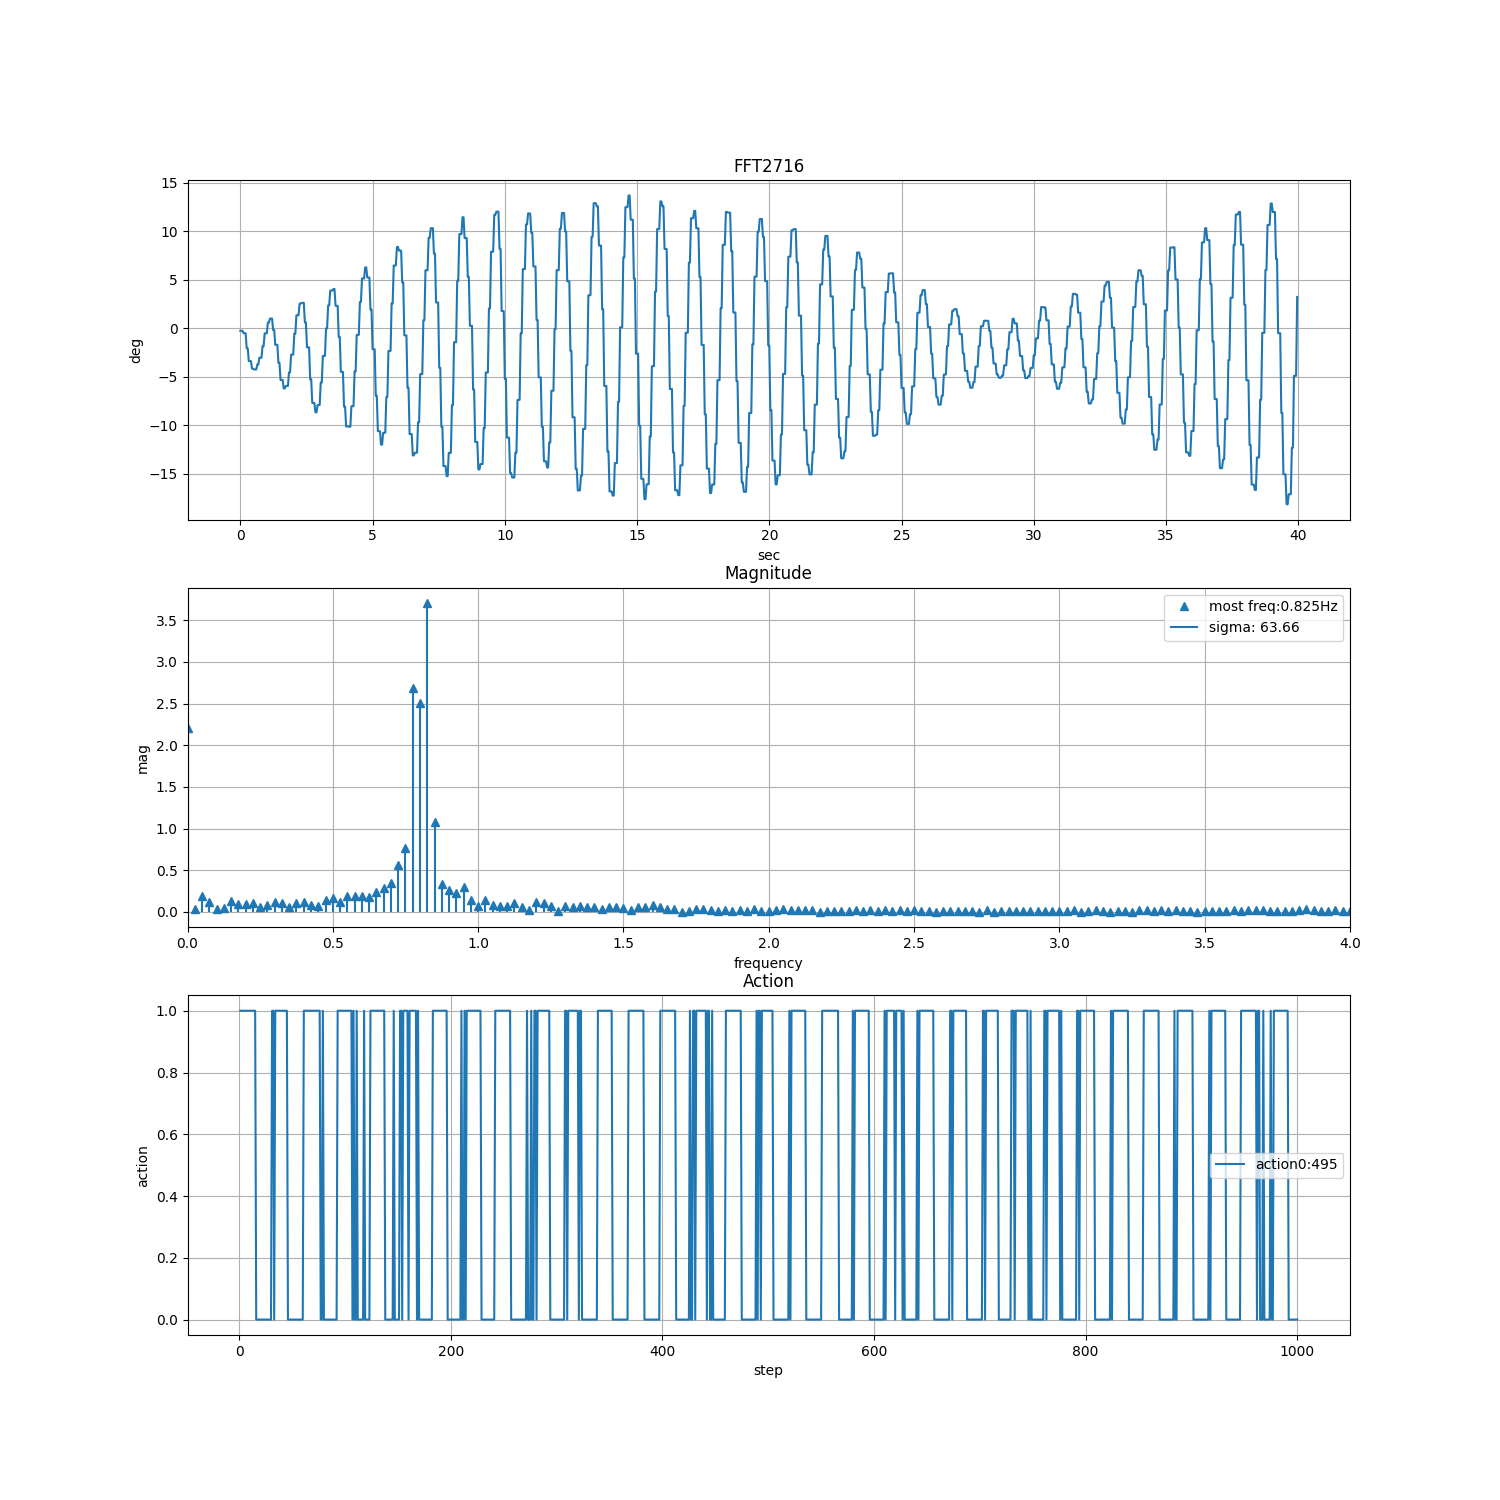 FFT2716
15
10
5
0
−5
−10
−15
deg
0 5 10 15 20 25 30 35 40
sec
Magnitude
3.5
3.0
2.5
2.0
1.5
1.0
0.5
0.0
mag
most freq:0.825Hz
sigma: 63.66
0.0 0.5 1.0 1.5 2.0 2.5 3.0 3.5 4.0
frequency
Action
1.0
0.8
0.6
0.4
0.2
0.0
action
action0:495
0 200 400 600 800 1000
step